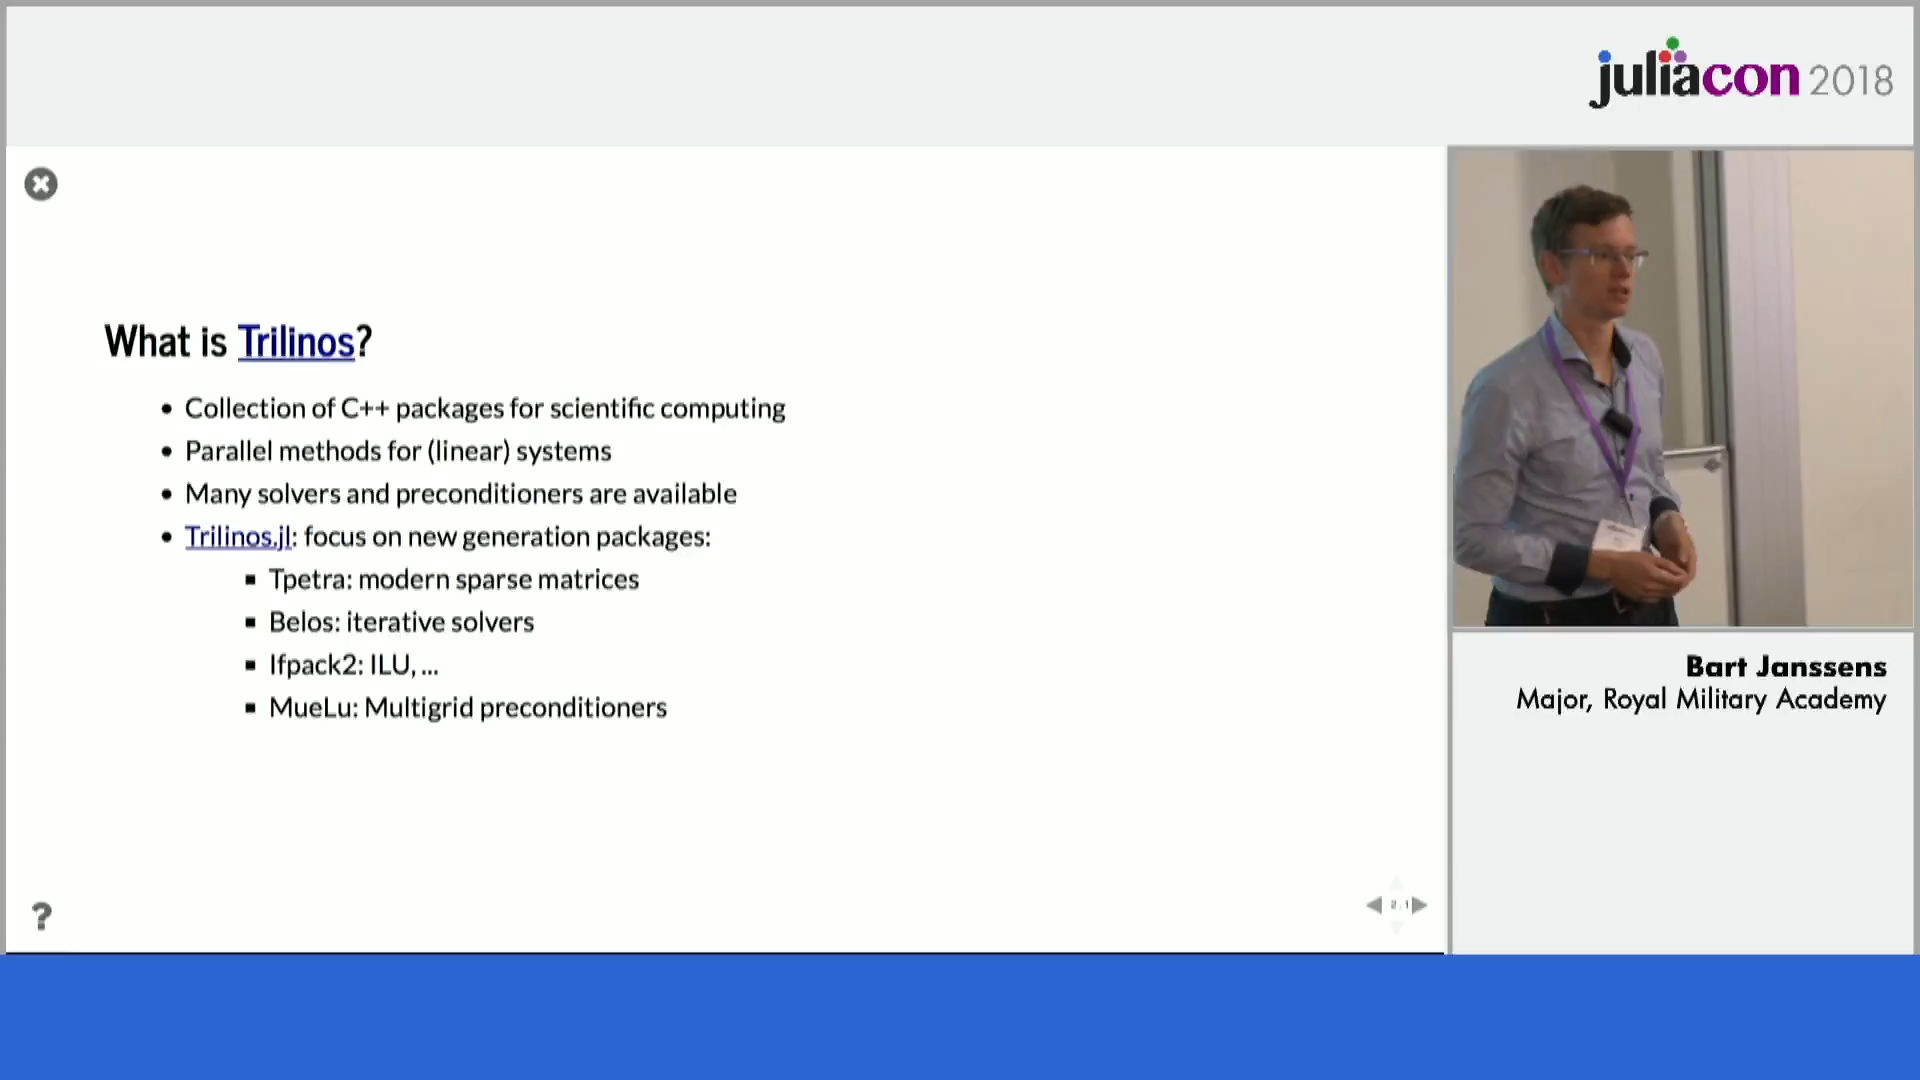 juliacon 2018
What is Trilinos?
• Collection of C++ packages for scientific computing
• Parallel methods for (linear) systems
• Many solvers and preconditioners are available
• Trilinos.jl: focus on new generation packages:
▪ Tpetra: modern sparse matrices
▪ Belos: iterative solvers
▪ Ifpack2: ILU, ...
▪ MueLu: Multigrid preconditioners
?
2.1
Bart Janssens
Major, Royal Military Academy